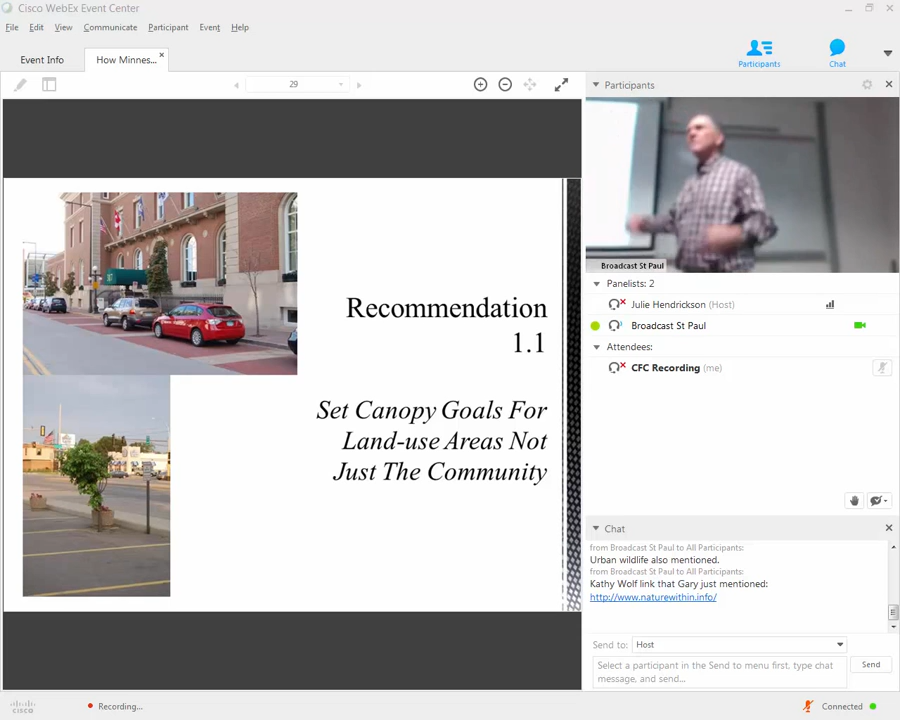 Cisco WebEx Event Center
File Edit View Communicate Participant Event Help
Event Info
How Minnes...
Participants
Chat
29
Participants
Recommendation
1.1
Set Canopy Goals For
Land-use Areas Not
Just The Community
Broadcast St Paul
Panelists: 2
Julie Hendrickson (Host)
Broadcast St Paul
Attendees:
CFC Recording (me)
Chat
from Broadcast St Paul to All Participants:
Urban wildlife also mentioned.
from Broadcast St Paul to All Participants:
Kathy Wolf link that Gary just mentioned:
http://www.naturewithin.info/
Send to: Host
Select a participant in the Send to menu first, type chat
message, and send...
Send
cisco
Recording...
Connected